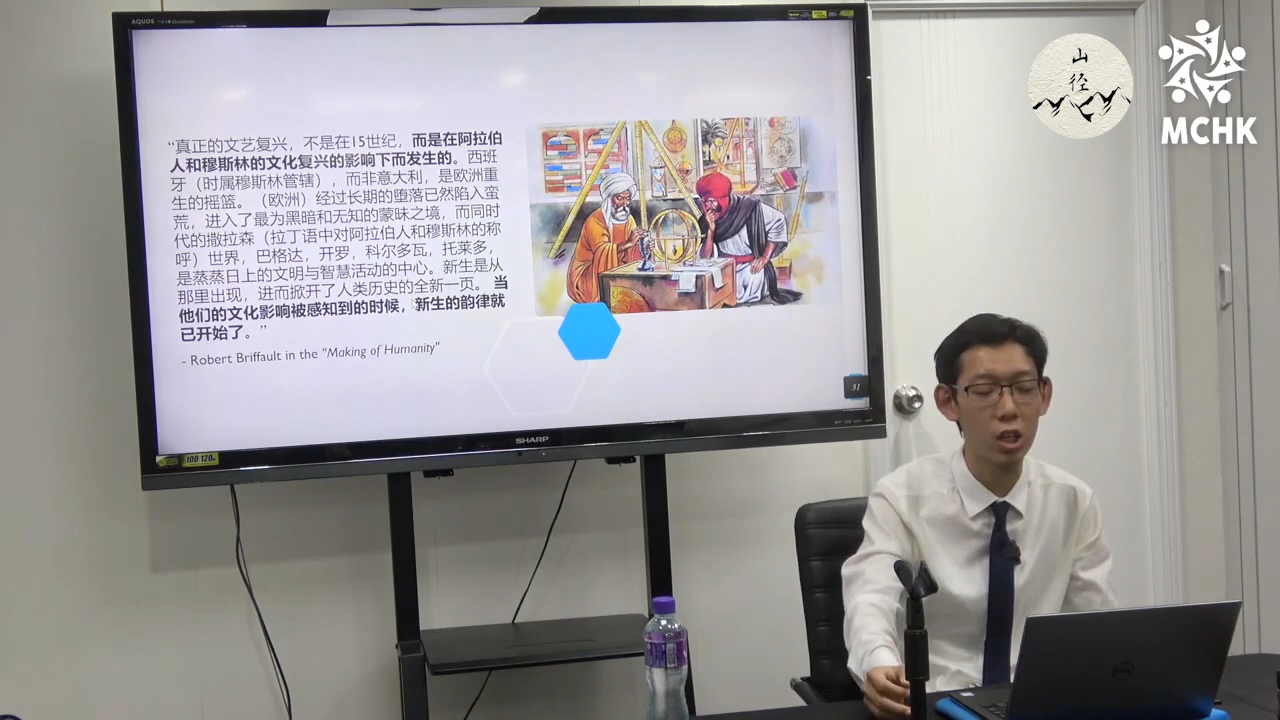 AQUOS
“真正的文艺复兴，不是在15世纪，而是在阿拉伯
人和穆斯林的文化复兴的影响下而发生的。西班
牙（时属穆斯林管辖），而非意大利，是欧洲重
生的摇篮。（欧洲）经过长期的堕落已然陷入蛮
荒，进入了最为黑暗和无知的蒙昧之境，而同时
代的撒拉森（拉丁语中对阿拉伯人和穆斯林的称
呼）世界，巴格达，开罗，科尔多瓦，托莱多，
是蒸蒸日上的文明与智慧活动的中心。新生是从
那里出现，进而掀开了人类历史的全新一页。当
他们的文化影响被感知到的时候，新生的韵律就
已开始了。”
- Robert Briffault in the "Making of Humanity"
31
SHARP
山
径
MCHK
DELL